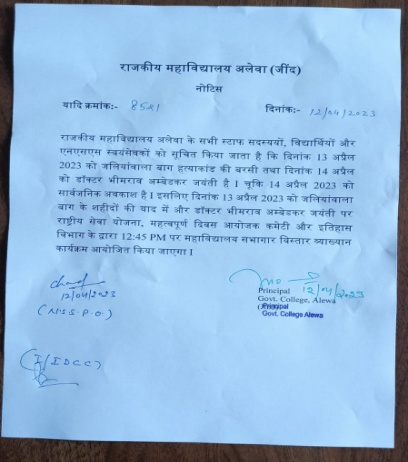 राजकीय महाविद्यालय अलेवा (जींद)
नोटिस
यादि क्रमांकः- 8521 दिनांकः- 12/04/2023
राजकीय महाविद्यालय अलेवा के सभी स्टाफ सदस्ययों, विद्यार्थियों और
एनएसएस स्वयंसेवकों को सूचित किया जाता है कि दिनांक 13 अप्रैल
2023 को जलियांवाला बाग हत्याकांड की बरसी तथा दिनांक 14 अप्रैल
को डॉक्टर भीमराव अम्बेडकर जयंती है I चूकि 14 अप्रैल 2023 को
सार्वजनिक अवकाश है I इसलिए दिनांक 13 अप्रैल 2023 को जलियांवाला
बाग के शहीदों की याद में और डॉक्टर भीमराव अम्बेडकर जयंती पर
राष्ट्रीय सेवा योजना, महत्वपूर्ण दिवस आयोजक कमेटी और इतिहास
विभाग के द्वारा 12:45 PM पर महाविद्यालय सभागार विस्तार व्याख्यान
कार्यक्रम आयोजित किया जाएगा I
12/04/2023
(N.S.S. P.O.)
12/04/2023
Principal
Govt. College, Alewa
Principal
Govt. College Alewa
(I/IDCC)